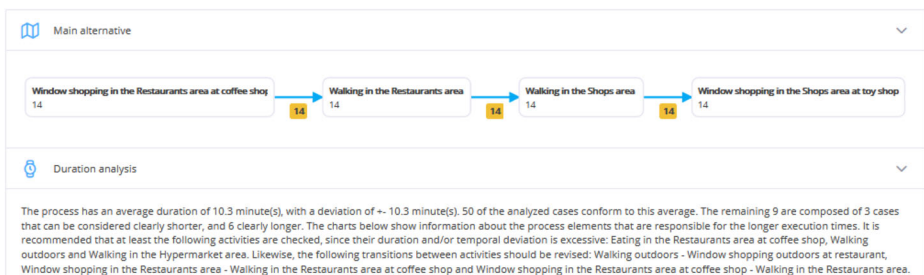 Main alternative
Window shopping in the Restaurants area at coffee shop
14
14
Walking in the Restaurants area
14
14
Walking in the Shops area
14
14
Window shopping in the Shops area at toy shop
14
Duration analysis
The process has an average duration of 10.3 minute(s), with a deviation of +- 10.3 minute(s). 50 of the analyzed cases conform to this average. The remaining 9 are composed of 3 cases
that can be considered clearly shorter, and 6 clearly longer. The charts below show information about the process elements that are responsible for the longer execution times. It is
recommended that at least the following activities are checked, since their duration and/or temporal deviation is excessive: Eating in the Restaurants area at coffee shop, Walking
outdoors and Walking in the Hypermarket area. Likewise, the following transitions between activities should be revised: Walking outdoors - Window shopping outdoors at restaurant,
Window shopping in the Restaurants area - Walking in the Restaurants area at coffee shop and Window shopping in the Restaurants area at coffee shop - Walking in the Restaurants area.